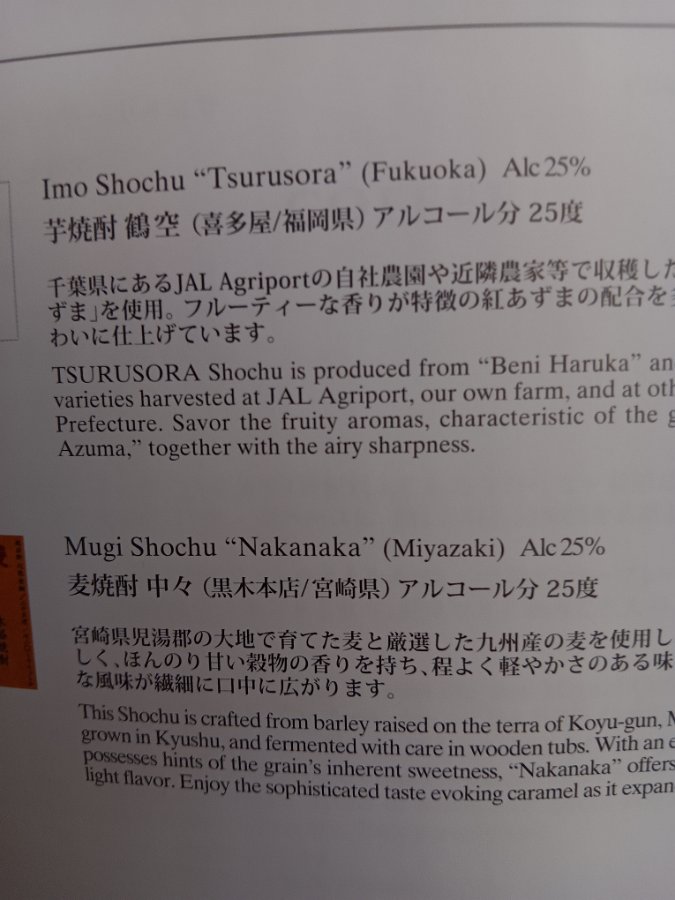 Imo Shochu “Tsurusora” (Fukuoka) Alc 25%
芋焼酎 鶴空 (喜多屋/福岡県) アルコール分 25度
千葉県にあるJAL Agriportの自社農園や近隣農家等で収穫した
ずま」を使用。フルーティーな香りが特徴の紅あずまの配合を
わいに仕上げています。
TSURUSORA Shochu is produced from “Beni Haruka” an
varieties harvested at JAL Agriport, our own farm, and at oth
Prefecture. Savor the fruity aromas, characteristic of the g
Azuma,” together with the airy sharpness.
Mugi Shochu “Nakanaka” (Miyazaki) Alc 25%
麦焼酎 中々 (黒木本店/宮崎県) アルコール分 25度
宮崎県児湯郡の大地で育てた麦と厳選した九州産の麦を使用し
しく、ほんのり甘い穀物の香りを持ち、程よく軽やかさのある味
な風味が繊細に口中に広がります。
This Shochu is crafted from barley raised on the terra of Koyu-gun, M
grown in Kyushu, and fermented with care in wooden tubs. With an e
possesses hints of the grain’s inherent sweetness, “Nakanaka” offers
light flavor. Enjoy the sophisticated taste evoking caramel as it expan